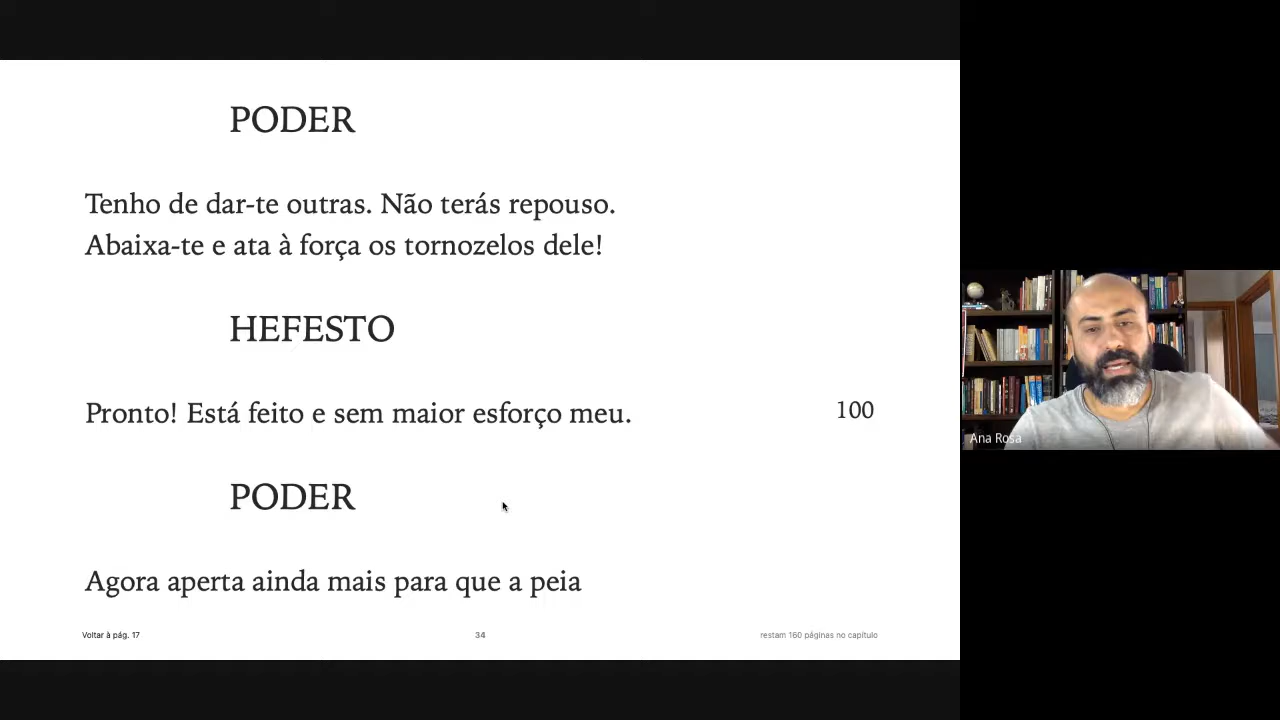 PODER
Tenho de dar-te outras. Não terás repouso.
Abaixa-te e ata à força os tornozelos dele!
HEFESTO
Pronto! Está feito e sem maior esforço meu.
100
PODER
Agora aperta ainda mais para que a peia
Voltar à pág. 17
34
restam 160 páginas no capítulo
Ana Rosa